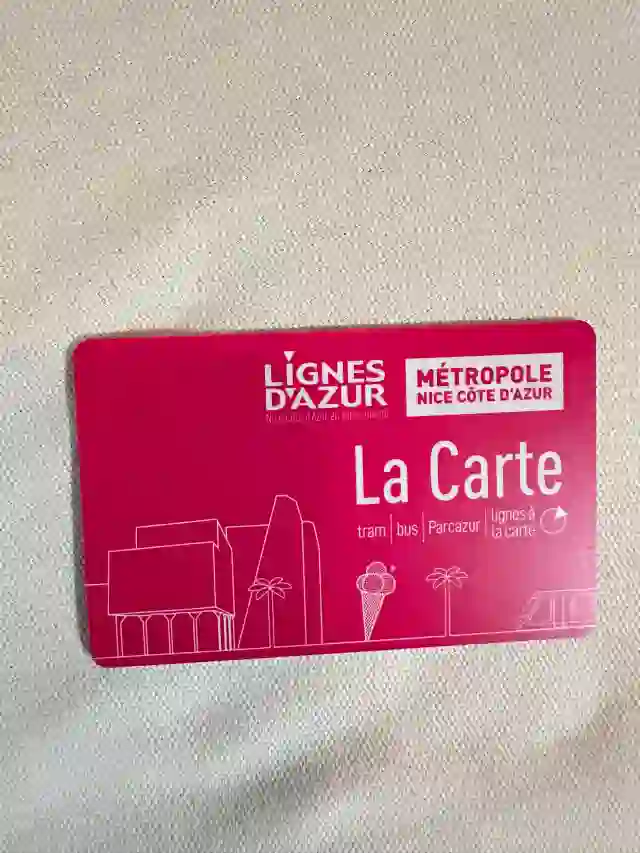 LIGNES
D'AZUR
MÉTROPOLE
NICE CÔTE D'AZUR
La Carte
tram | bus | Parcazur | lignes à
la carte